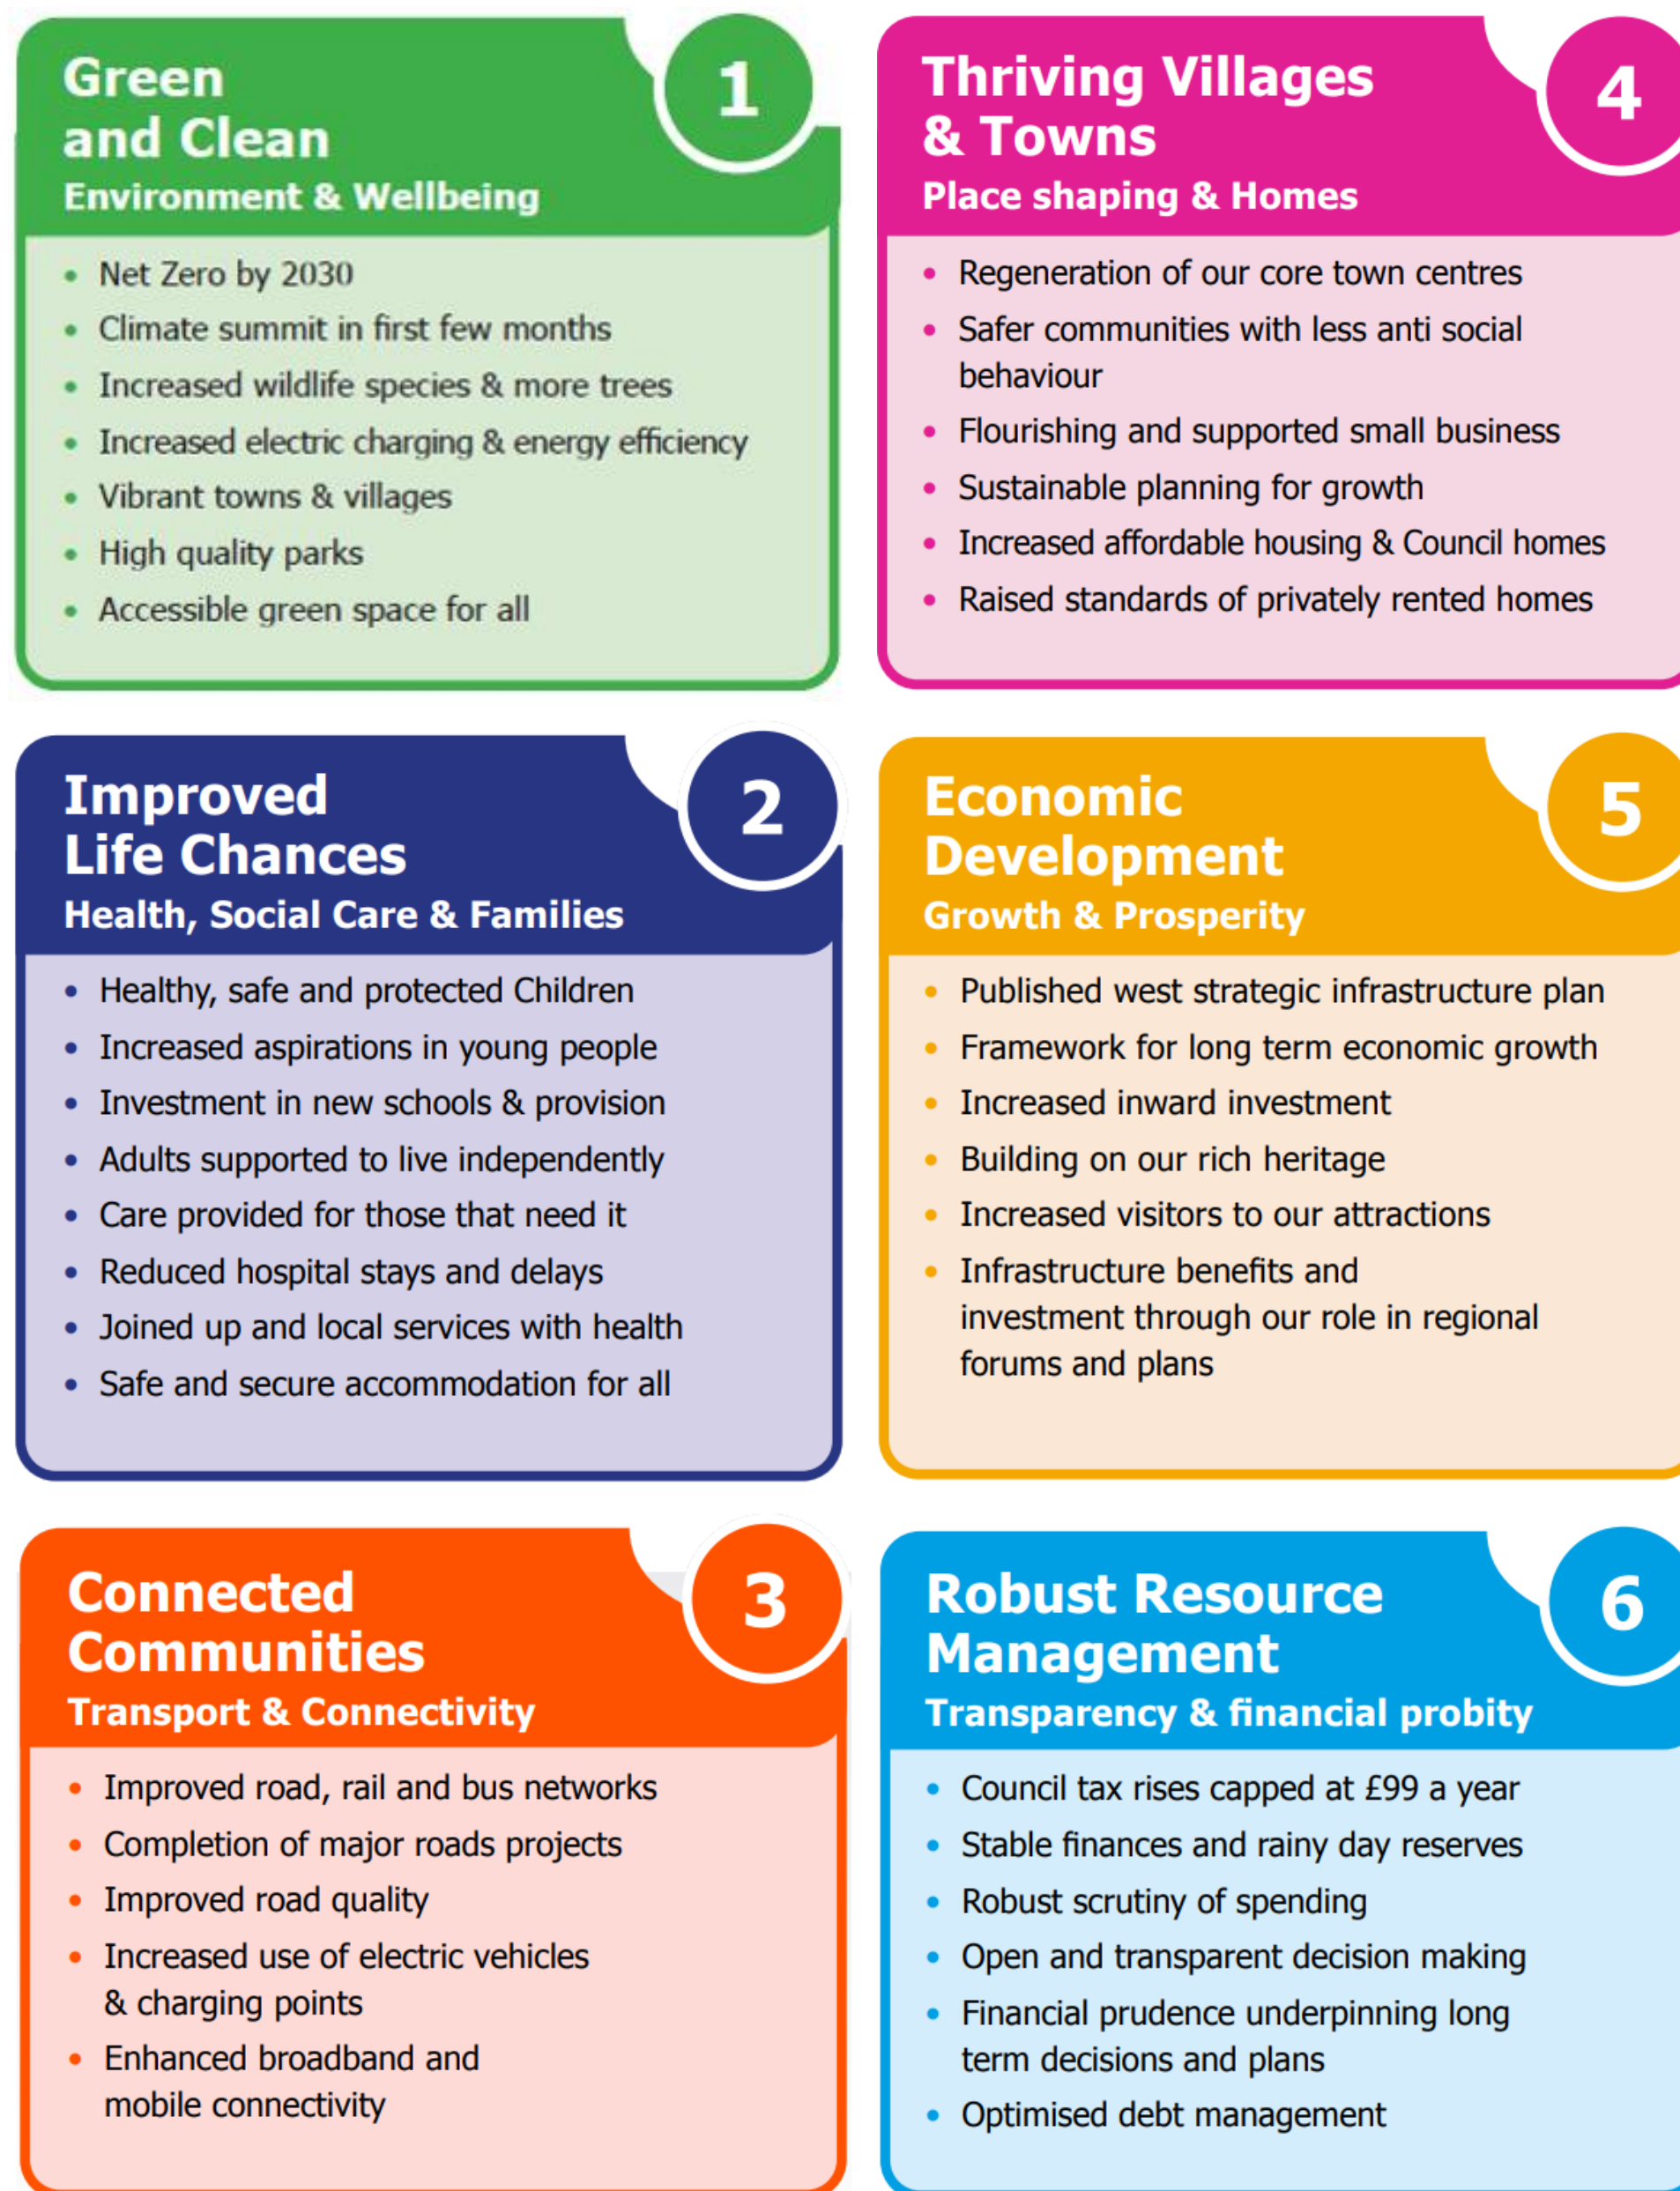 Green
and Clean
Environment & Wellbeing
1
• Net Zero by 2030
• Climate summit in first few months
• Increased wildlife species & more trees
• Increased electric charging & energy efficiency
• Vibrant towns & villages
• High quality parks
• Accessible green space for all
Improved
Life Chances
Health, Social Care & Families
2
• Healthy, safe and protected Children
• Increased aspirations in young people
• Investment in new schools & provision
• Adults supported to live independently
• Care provided for those that need it
• Reduced hospital stays and delays
• Joined up and local services with health
• Safe and secure accommodation for all
Connected
Communities
Transport & Connectivity
3
• Improved road, rail and bus networks
• Completion of major roads projects
• Improved road quality
• Increased use of electric vehicles
& charging points
• Enhanced broadband and
mobile connectivity
Thriving Villages
& Towns
Place shaping & Homes
4
• Regeneration of our core town centres
• Safer communities with less anti social
behaviour
• Flourishing and supported small business
• Sustainable planning for growth
• Increased affordable housing & Council homes
• Raised standards of privately rented homes
Economic
Development
Growth & Prosperity
5
• Published west strategic infrastructure plan
• Framework for long term economic growth
• Increased inward investment
• Building on our rich heritage
• Increased visitors to our attractions
• Infrastructure benefits and
investment through our role in regional
forums and plans
Robust Resource
Management
Transparency & financial probity
6
• Council tax rises capped at £99 a year
• Stable finances and rainy day reserves
• Robust scrutiny of spending
• Open and transparent decision making
• Financial prudence underpinning long
term decisions and plans
• Optimised debt management